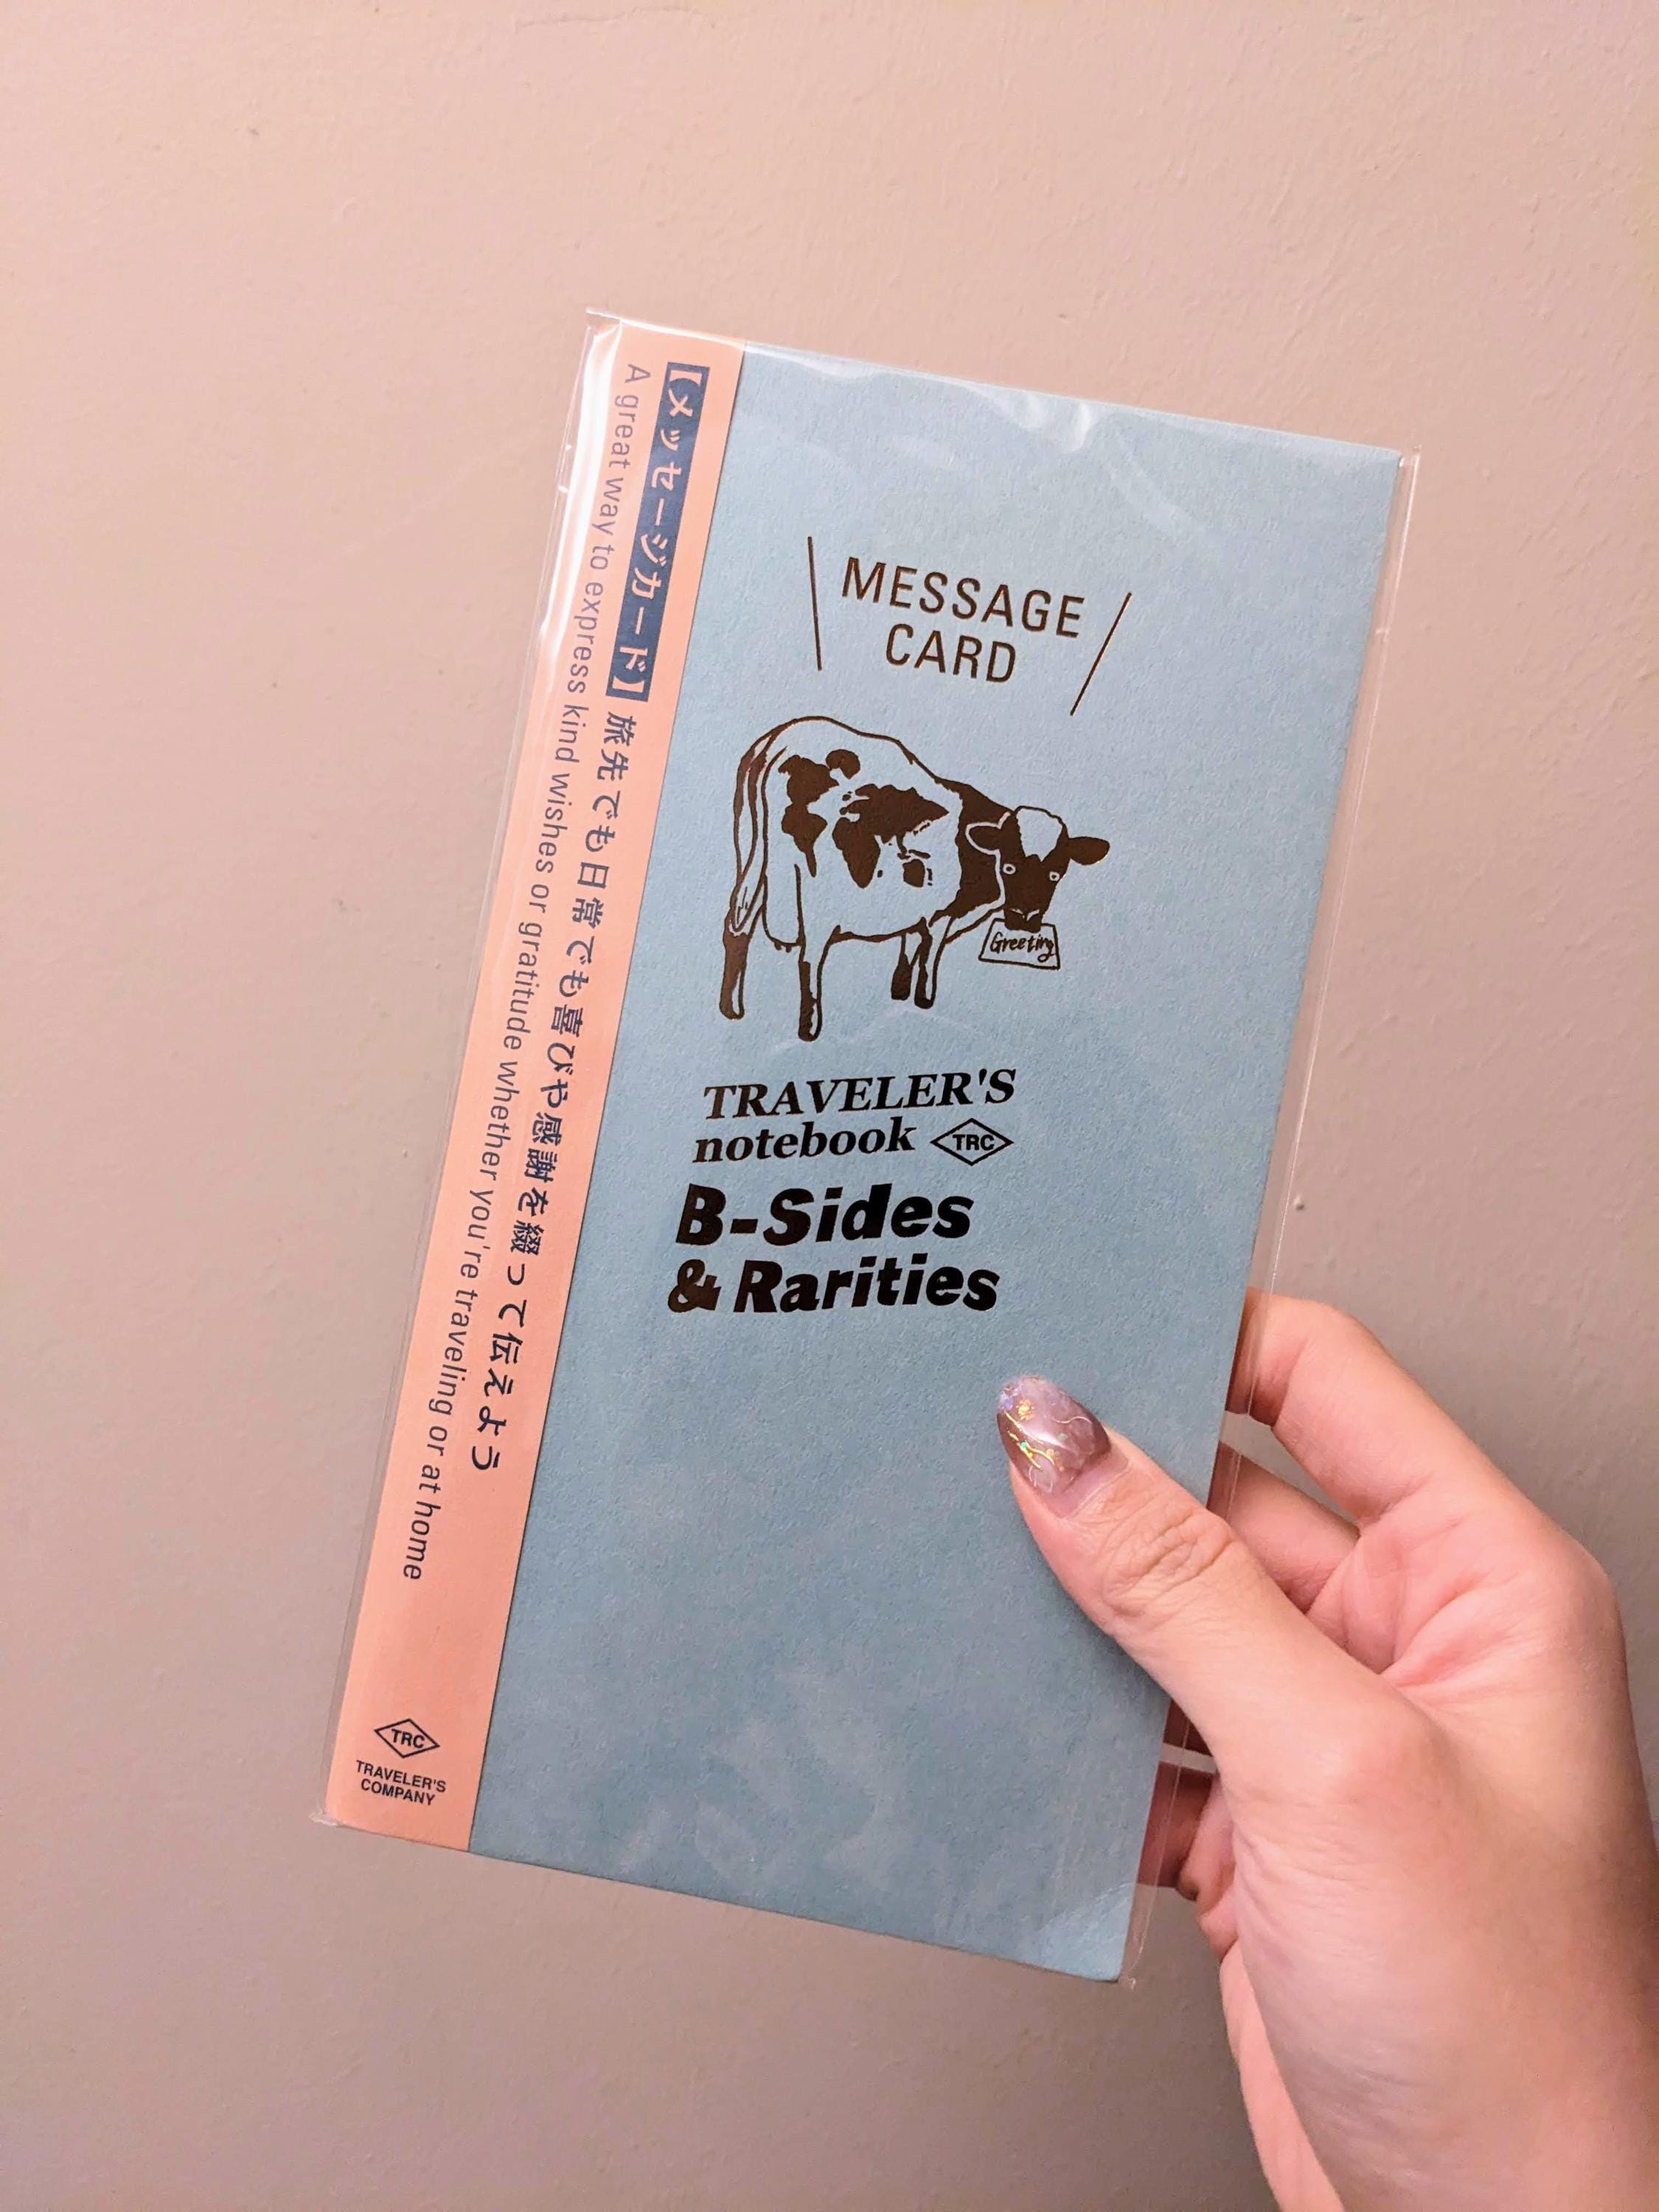 【メッセージカード】旅先でも日常でも喜びや感謝を綴って伝えよう
A great way to express kind wishes or gratitude whether you're traveling or at home
TRC
TRAVELER'S
COMPANY
MESSAGE
CARD
Greeting
TRAVELER'S
notebook TRC
B-Sides
& Rarities